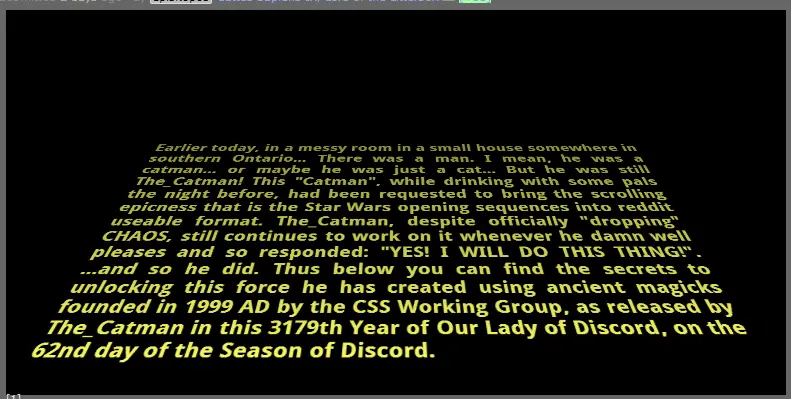 Earlier today, in a messy room in a small house somewhere in
southern Ontario... There was a man. I mean, he was a
catman... or maybe he was just a cat... But he was still
The_Catman! This "Catman", while drinking with some pals
the night before, had been requested to bring the scrolling
epicness that is the Star Wars opening sequences into reddit
useable format. The_Catman, despite officially "dropping"
CHAOS, still continues to work on it whenever he damn well
pleases and so responded: "YES! I WILL DO THIS THING!".
...and so he did. Thus below you can find the secrets to
unlocking this force he has created using ancient magicks
founded in 1999 AD by the CSS Working Group, as released by
The_Catman in this 3179th Year of Our Lady of Discord, on the
62nd day of the Season of Discord.